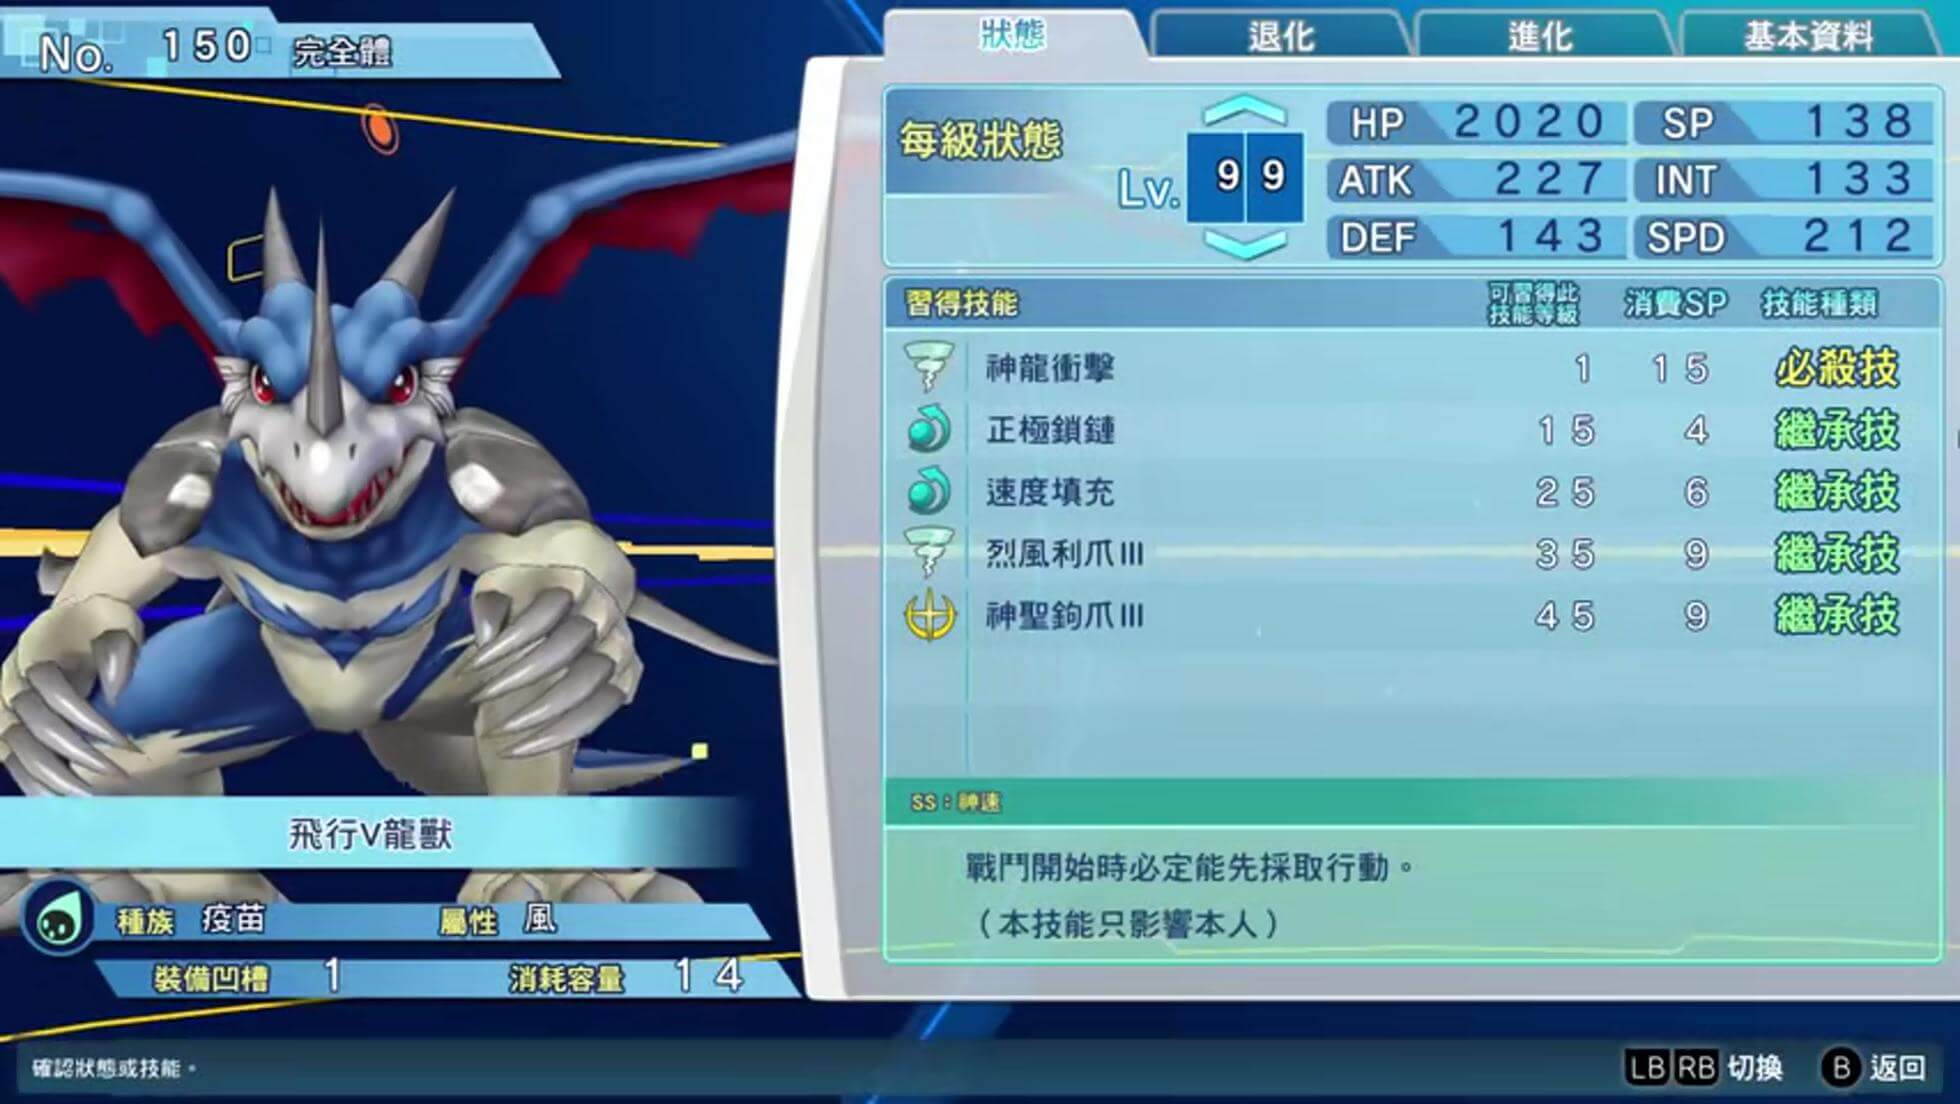 No. 150 完全體
狀態 退化 進化 基本資料
每級狀態
Lv. 99
HP 2020 SP 138
ATK 227 INT 133
DEF 143 SPD 212
習得技能 可習得此技能等級 消費SP 技能種類
神龍衝擊 1 15 必殺技
正極鎖鏈 15 4 繼承技
速度填充 25 6 繼承技
烈風利爪III 35 9 繼承技
神聖鉤爪III 45 9 繼承技
SS：神速
戰鬥開始時必定能先採取行動。
（本技能只影響本人）
飛行V龍獸
種族 疫苗 屬性 風
裝備凹槽 1 消耗容量 14
確認狀態或技能。
LB RB 切換 B 返回